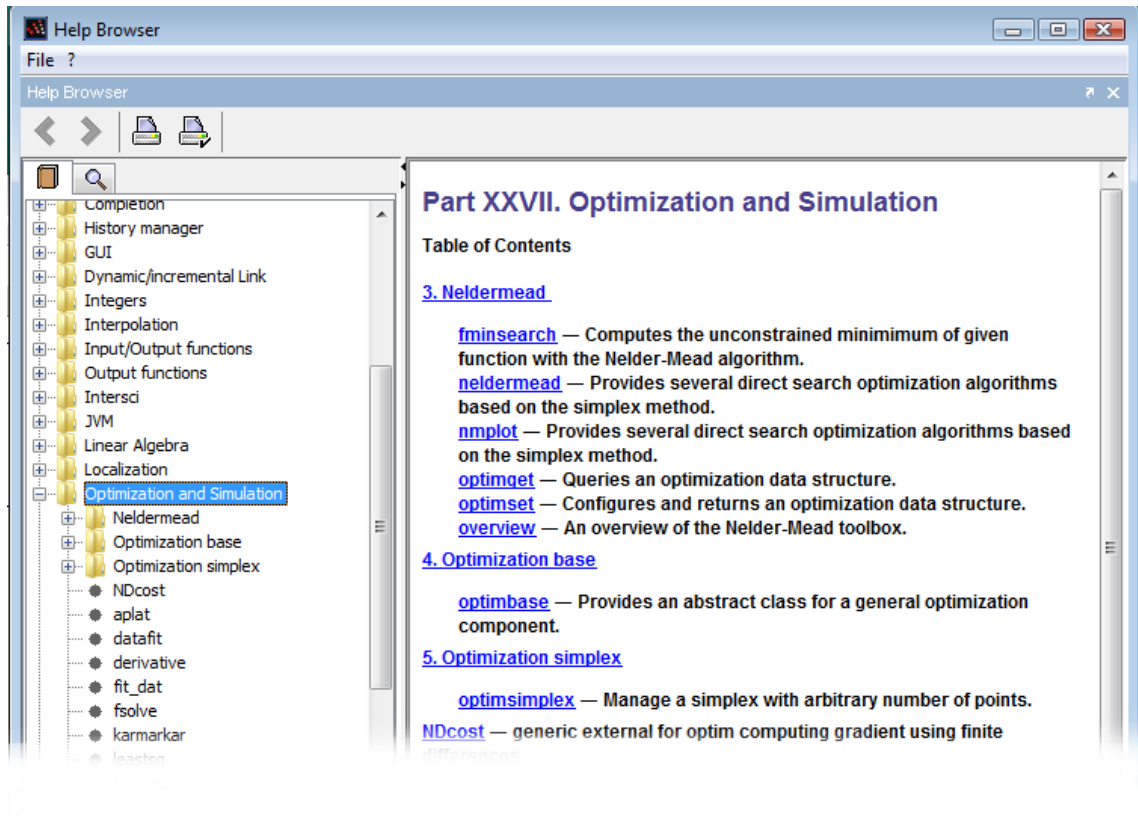 Help Browser
File ?
Help Browser
Completion
History manager
GUI
Dynamic/incremental Link
Integers
Interpolation
Input/Output functions
Output functions
Intersci
JVM
Linear Algebra
Localization
Optimization and Simulation
Neldermead
Optimization base
Optimization simplex
NDcost
aplat
datafit
derivative
fit_dat
fsolve
karmarkar
leastsq
Part XXVII. Optimization and Simulation
Table of Contents
3. Neldermead
fminsearch — Computes the unconstrained minimimum of given
function with the Nelder-Mead algorithm.
neldermead — Provides several direct search optimization algorithms
based on the simplex method.
nmplot — Provides several direct search optimization algorithms based
on the simplex method.
optimget — Queries an optimization data structure.
optimset — Configures and returns an optimization data structure.
overview — An overview of the Nelder-Mead toolbox.
4. Optimization base
optimbase — Provides an abstract class for a general optimization
component.
5. Optimization simplex
optimsimplex — Manage a simplex with arbitrary number of points.
NDcost — generic external for optim computing gradient using finite
differences